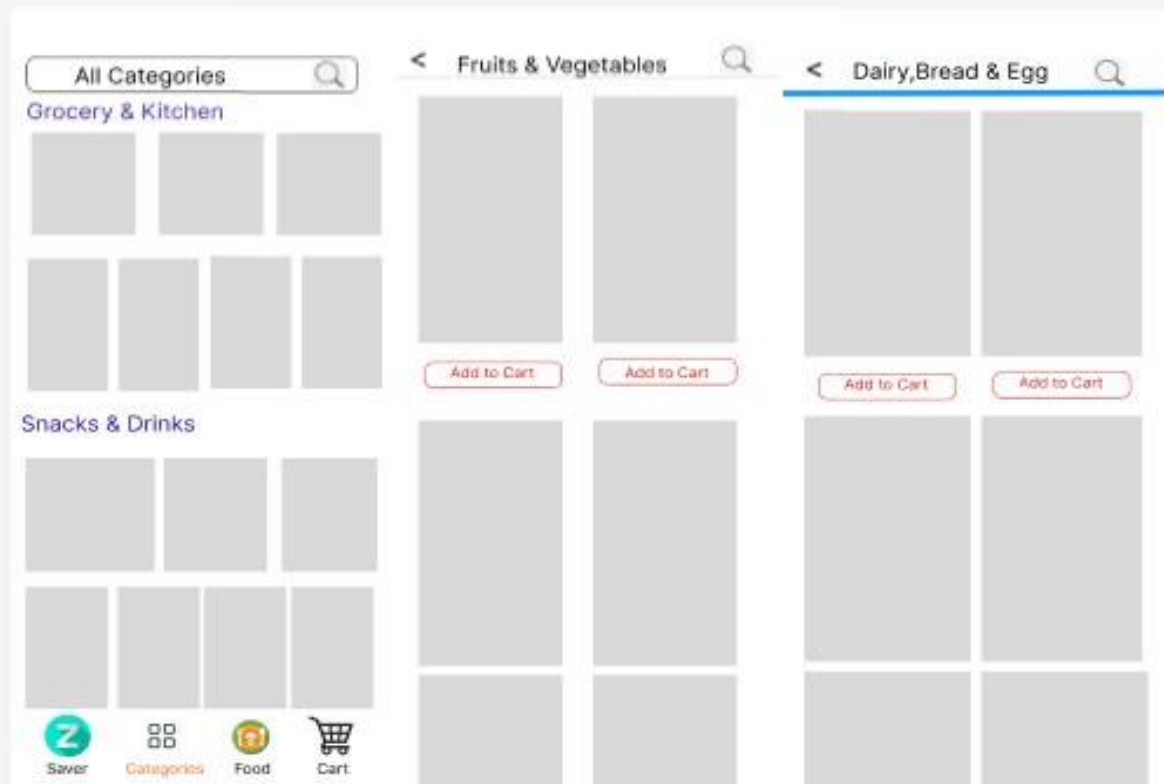 All Categories
Grocery & Kitchen
Snacks & Drinks
Z
Saver
Categories
Food
Cart
< Fruits & Vegetables
Add to Cart
Add to Cart
< Dairy,Bread & Egg
Add to Cart
Add to Cart